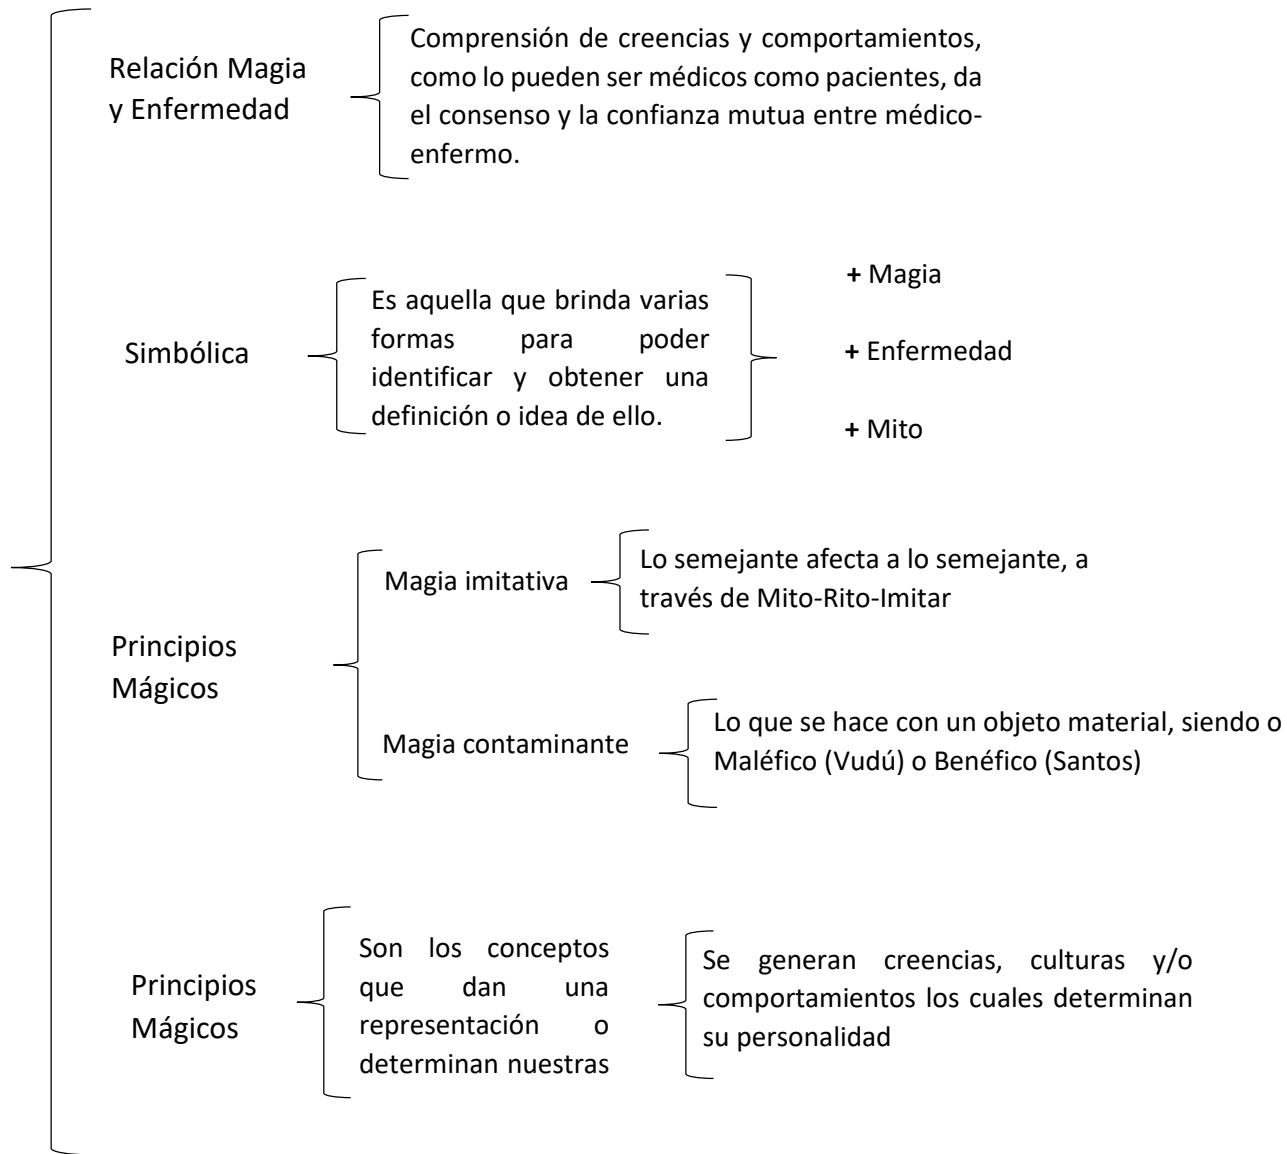 Relación Magia
y Enfermedad
Comprensión de creencias y comportamientos,
como lo pueden ser médicos como pacientes, da
el consenso y la confianza mutua entre médico-
enfermo.
Simbólica
Es aquella que brinda varias
formas para poder
identificar y obtener una
definición o idea de ello.
+ Magia
+ Enfermedad
+ Mito
Principios
Mágicos
Magia imitativa
Lo semejante afecta a lo semejante, a
través de Mito-Rito-Imitar
Magia contaminante
Lo que se hace con un objeto material, siendo o
Maléfico (Vudú) o Benéfico (Santos)
Principios
Mágicos
Son los conceptos
que dan una
representación o
determinan nuestras
Se generan creencias, culturas y/o
comportamientos los cuales determinan
su personalidad